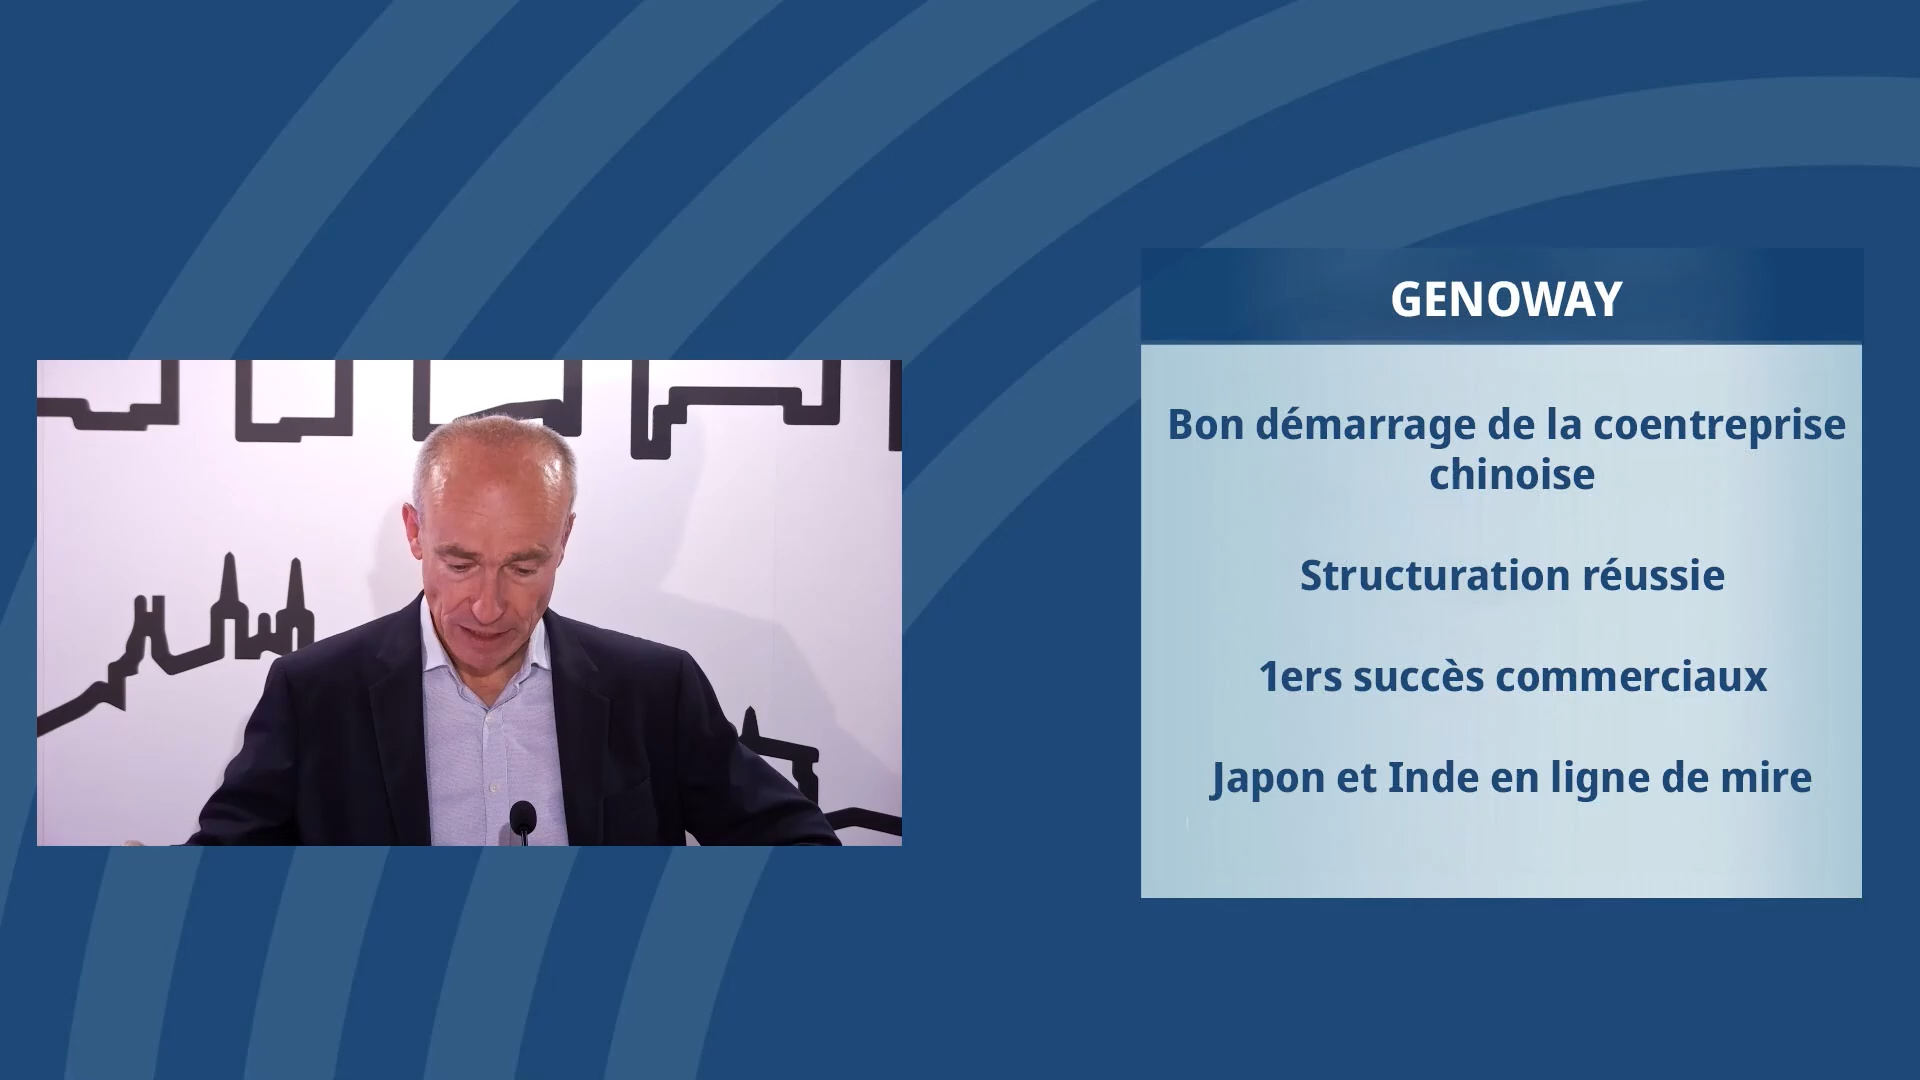 GENOWAY
Bon démarrage de la coentreprise
chinoise
Structuration réussie
1ers succès commerciaux
Japon et Inde en ligne de mire